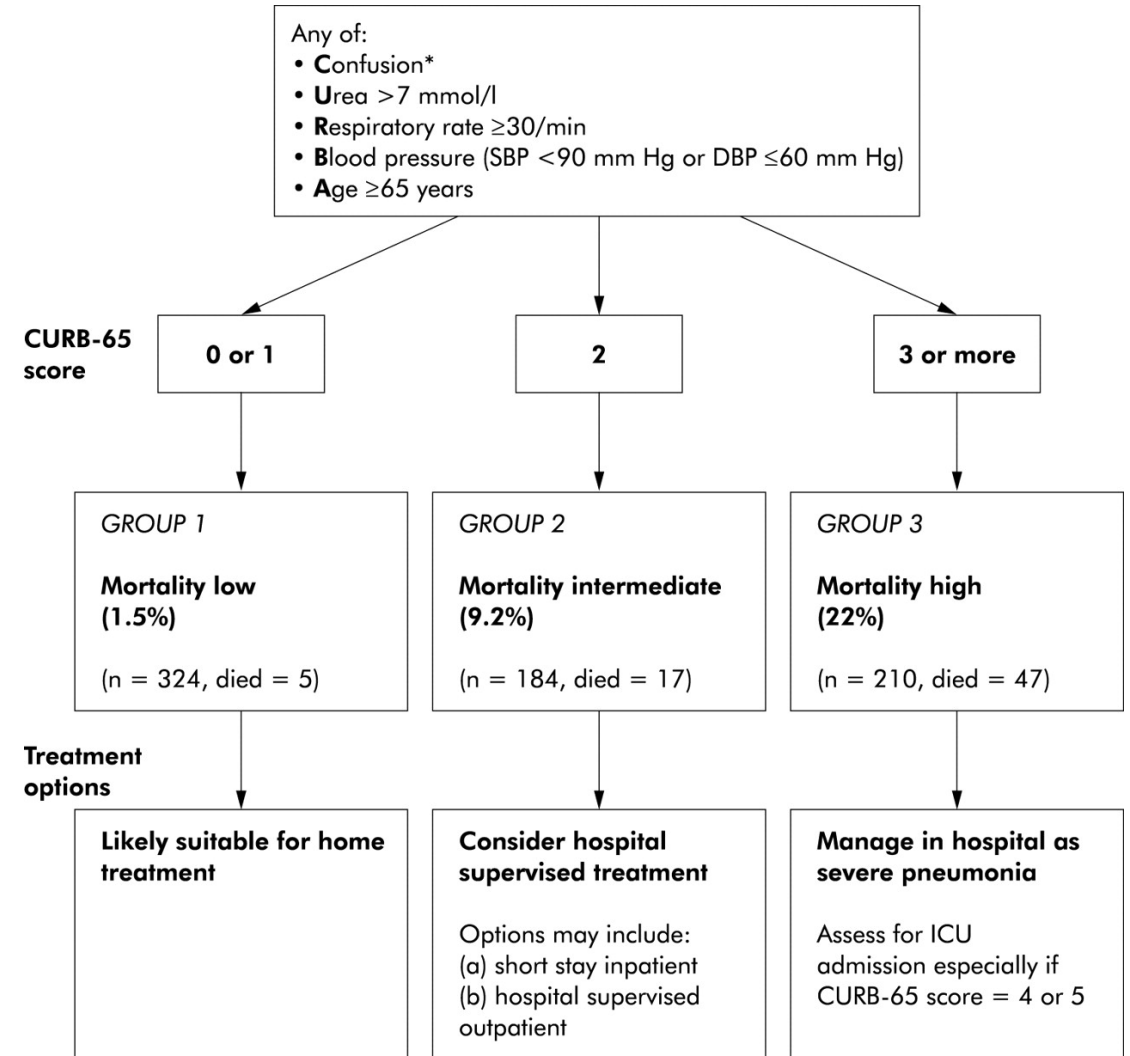 Any of:
• Confusion*
• Urea >7 mmol/l
• Respiratory rate ≥30/min
• Blood pressure (SBP <90 mm Hg or DBP ≤60 mm Hg)
• Age ≥65 years
CURB-65
score
0 or 1
2
3 or more
GROUP 1
Mortality low
(1.5%)
(n = 324, died = 5)
GROUP 2
Mortality intermediate
(9.2%)
(n = 184, died = 17)
GROUP 3
Mortality high
(22%)
(n = 210, died = 47)
Treatment
options
Likely suitable for home
treatment
Consider hospital
supervised treatment
Options may include:
(a) short stay inpatient
(b) hospital supervised
outpatient
Manage in hospital as
severe pneumonia
Assess for ICU
admission especially if
CURB-65 score = 4 or 5